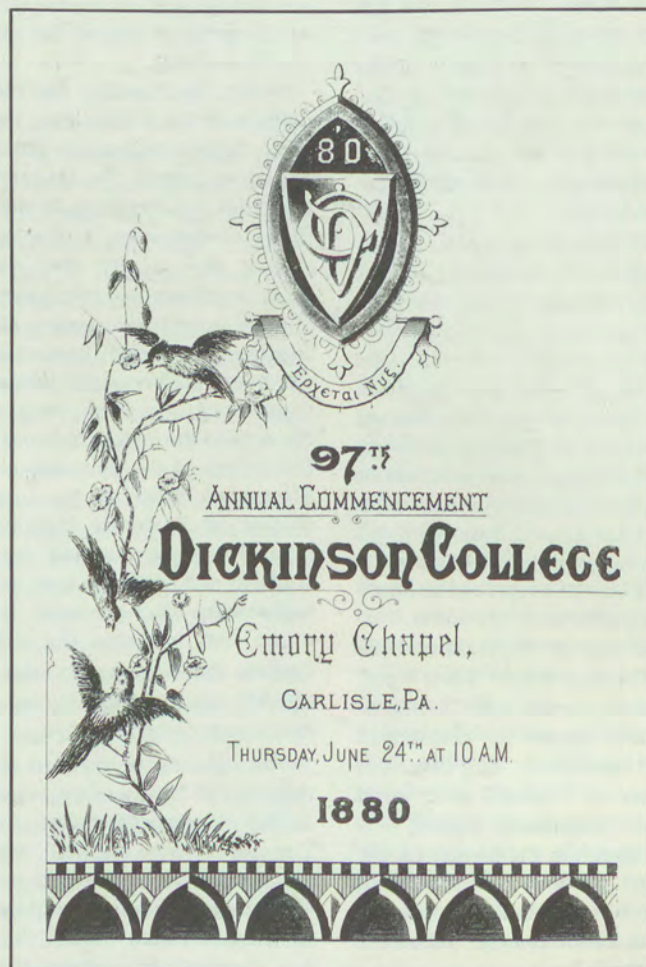 '80
Ἔρχεται Νύξ.
97TH
ANNUAL COMMENCEMENT
DICKINSON COLLEGE
Emory Chapel,
CARLISLE, PA.
THURSDAY, JUNE 24TH AT 10 A.M.
1880